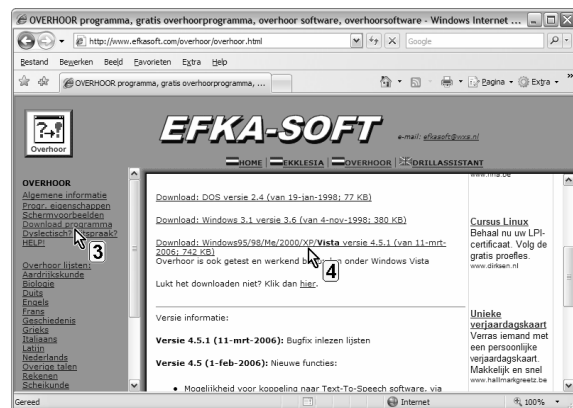 OVERHOOR programma, gratis overhoorprogramma, overhoor software, overhoorsoftware - Windows Internet ...
http://www.efkasoft.com/overhoor/overhoor.html
Google
Bestand Bewerken Beeld Favorieten Extra Help
OVERHOOR programma, gratis overhoorprogramma, ...
Pagina Extra
Overhoor
EFKA-SOFT
e-mail: efkasoft@wxs.nl
HOME | EKKLESIA | OVERHOOR | DRILLASSISTANT
OVERHOOR
Algemene informatie
Progr. eigenschappen
Schermvoorbeelden
Download programma
Dyslectisch? Uitspraak?
HELP!
3
Overhoor lijsten:
Aardrijkskunde
Biologie
Duits
Engels
Frans
Geschiedenis
Grieks
Italiaans
Latijn
Nederlands
Overige talen
Rekenen
Scheikunde
Download: DOS versie 2.4 (van 19-jan-1998; 77 KB)
Download: Windows 3.1 versie 3.6 (van 4-nov-1998; 380 KB)
Download: Windows95/98/Me/2000/XP/Vista versie 4.5.1 (van 11-mrt-
2006; 742 KB)
Overhoor is ook getest en werkend onder Windows Vista
4
Lukt het downloaden niet? Klik dan hier.
Versie informatie:
Versie 4.5.1 (11-mrt-2006): Bugfix inlezen lijsten
Versie 4.5 (1-feb-2006): Nieuwe functies:
• Mogelijkheid voor koppeling naar Text-To-Speech software, via
Cursus Linux
Behaal nu uw LPI-
certificaat. Volg de
gratis proefles.
www.dirksen.nl
Unieke
verjaardagskaart
Verras iemand met
een persoonlijke
verjaardagskaart.
Makkelijk en snel
www.hallmarkgreetz.be
Gereed
Internet
100%